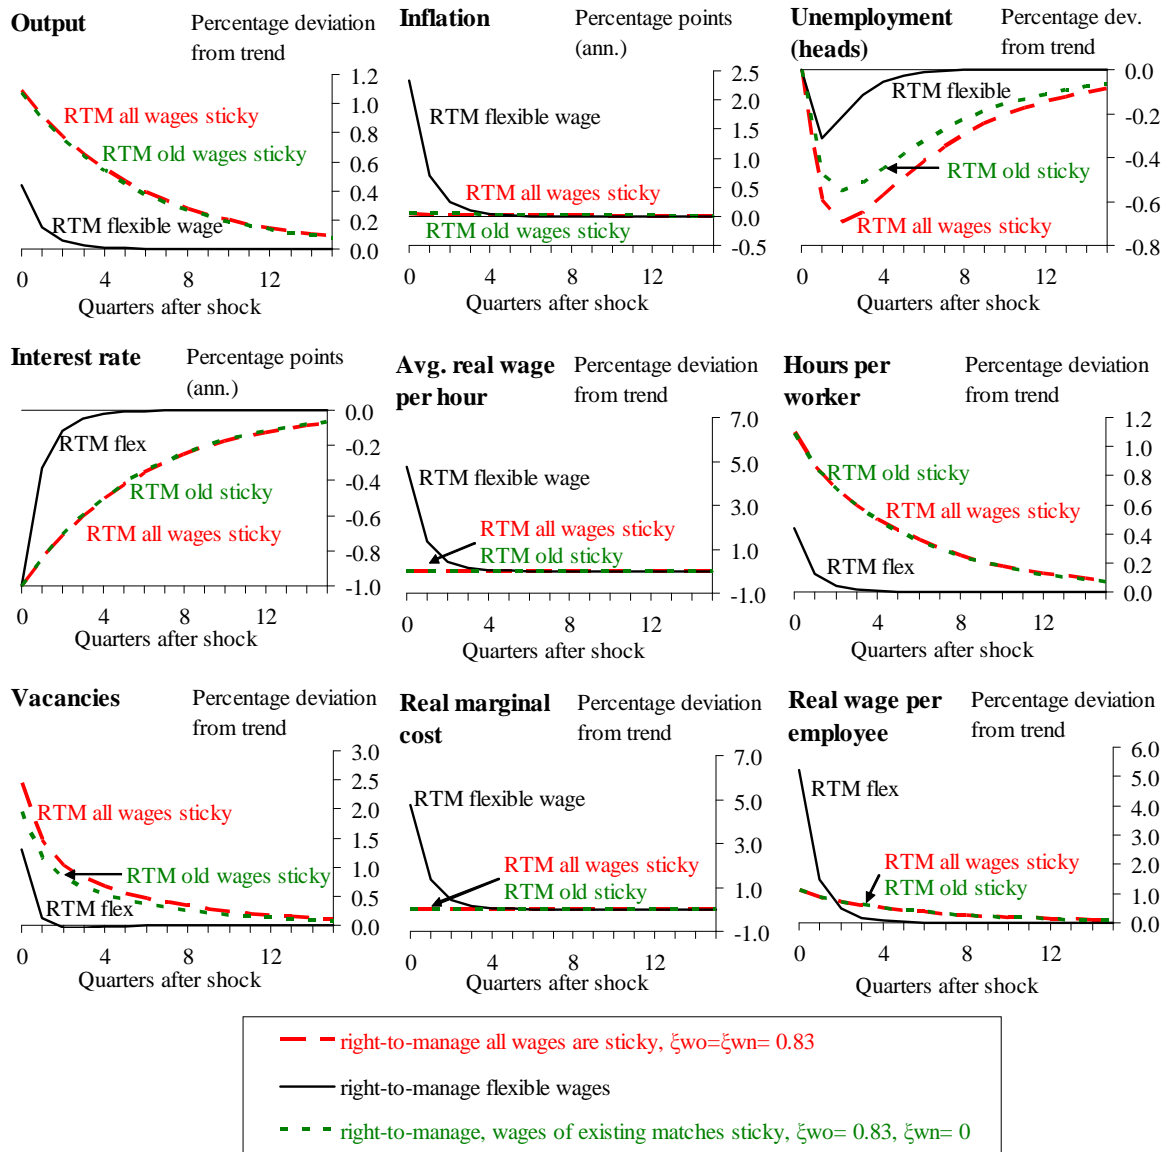 Output
Percentage deviation
from trend
1.2
1.0
0.8
0.6
0.4
0.2
0.0
RTM all wages sticky
RTM old wages sticky
RTM flexible wage
0 4 8 12
Quarters after shock
Inflation
Percentage points
(ann.)
2.5
2.0
1.5
1.0
0.5
0.0
-0.5
RTM flexible wage
RTM all wages sticky
RTM old wages sticky
0 4 8 12
Quarters after shock
Unemployment
(heads)
Percentage dev.
from trend
0.0
-0.2
-0.4
-0.6
-0.8
RTM flexible
RTM old sticky
RTM all wages sticky
0 4 8 12
Quarters after shock
Interest rate
Percentage points
(ann.)
0.0
-0.2
-0.4
-0.6
-0.8
-1.0
RTM flex
RTM old sticky
RTM all wages sticky
0 4 8 12
Quarters after shock
Avg. real wage
per hour
Percentage deviation
from trend
7.0
5.0
3.0
1.0
-1.0
RTM flexible wage
RTM all wages sticky
RTM old sticky
0 4 8 12
Quarters after shock
Hours per
worker
Percentage deviation
from trend
1.2
1.0
0.8
0.6
0.4
0.2
0.0
RTM old sticky
RTM all wages sticky
RTM flex
0 4 8 12
Quarters after shock
Vacancies
Percentage deviation
from trend
3.0
2.5
2.0
1.5
1.0
0.5
0.0
RTM all wages sticky
RTM old wages sticky
RTM flex
0 4 8 12
Quarters after shock
Real marginal
cost
Percentage deviation
from trend
7.0
5.0
3.0
1.0
-1.0
RTM flexible wage
RTM all wages sticky
RTM old sticky
0 4 8 12
Quarters after shock
Real wage per
employee
Percentage deviation
from trend
6.0
5.0
4.0
3.0
2.0
1.0
0.0
RTM flex
RTM all wages sticky
RTM old sticky
0 4 8 12
Quarters after shock
right-to-manage all wages are sticky, ξwo=ξwn= 0.83
right-to-manage flexible wages
right-to-manage, wages of existing matches sticky, ξwo= 0.83, ξwn= 0